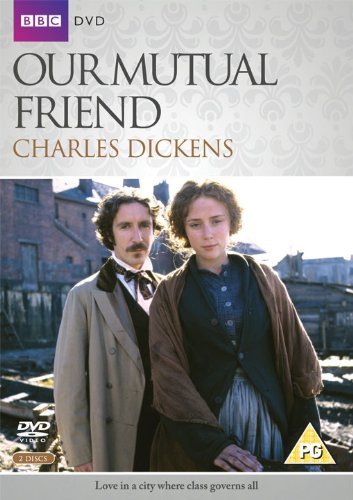 BBC DVD
OUR MUTUAL
FRIEND
CHARLES DICKENS
DVD
VIDEO
2 DISCS
PG
Love in a city where class governs all